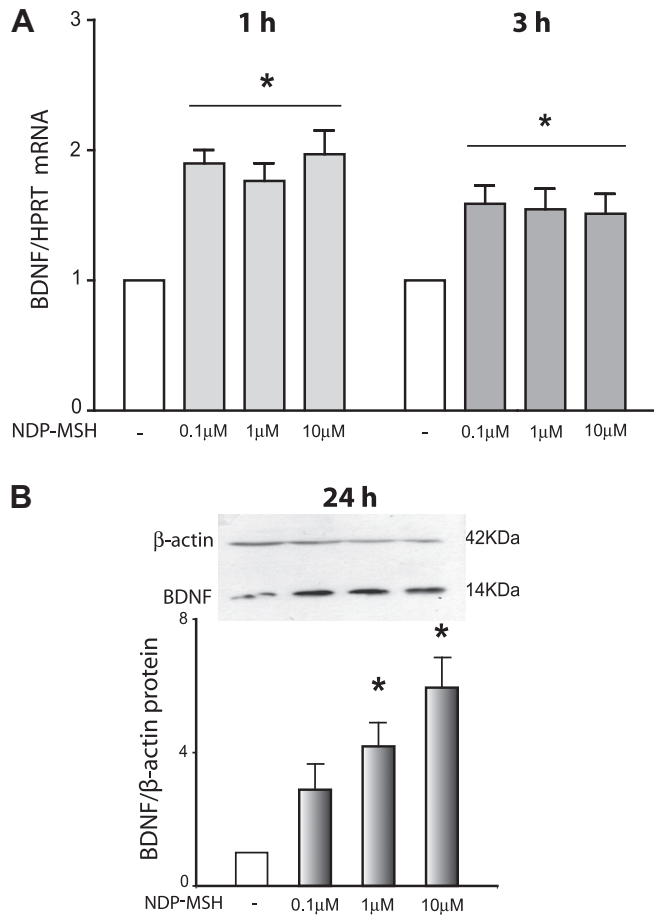 A
1 h
3 h
3
2
1
0
BDNF/HPRT mRNA
*
*
NDP-MSH - 0.1μM 1μM 10μM - 0.1μM 1μM 10μM
B
24 h
β-actin 42KDa
BDNF 14KDa
8
4
0
BDNF/β-actin protein
*
*
NDP-MSH - 0.1μM 1μM 10μM